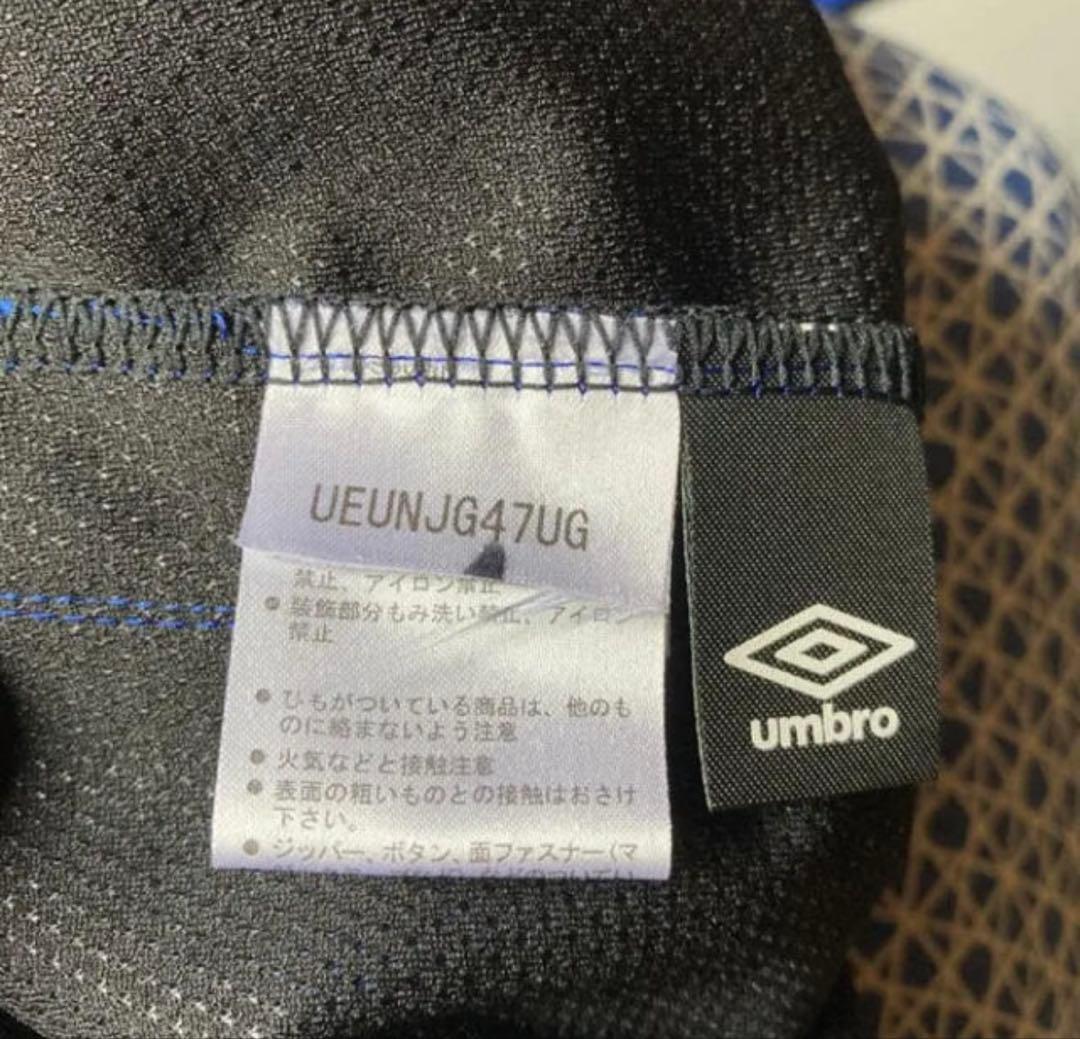 UEUNJG47UG
禁止、アイロン禁止
● 装飾部分もみ洗い禁止、アイロン
禁止
● ひもがついている商品は、他のも
のに絡まないよう注意
● 火気などと接触注意
● 表面の粗いものとの接触はおさけ
下さい。
● ジッパー、ボタン、面ファスナー(マ
umbro